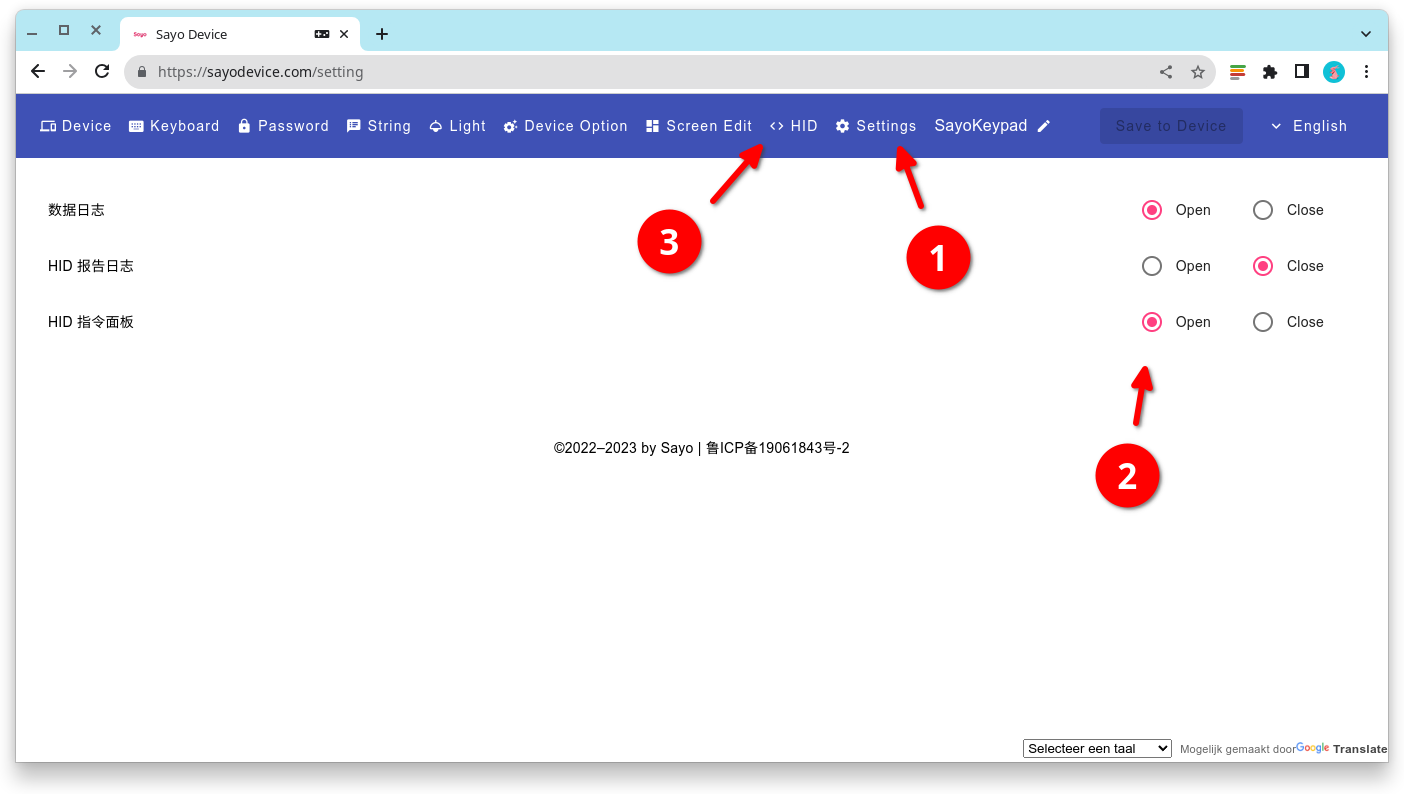 Sayo Device
https://sayodevice.com/setting
Device Keyboard Password String Light Device Option Screen Edit HID Settings SayoKeypad Save to Device English
3
1
数据日志 Open Close
HID 报告日志 Open Close
HID 指令面板 Open Close
2
©2022–2023 by Sayo | 鲁ICP备19061843号-2
Selecteer een taal Mogelijk gemaakt door Google Translate